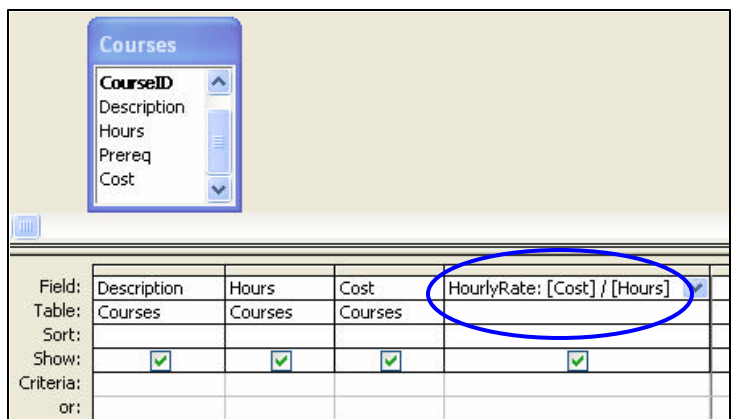 Courses
CourseID
Description
Hours
Prereq
Cost
Field: Description Hours Cost HourlyRate: [Cost] / [Hours]
Table: Courses Courses Courses
Sort:
Show:
Criteria:
or: